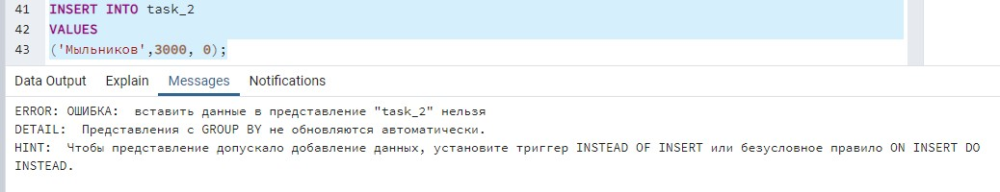 41 INSERT INTO task_2
42 VALUES
43 ('Мыльников',3000, 0);
Data Output Explain Messages Notifications
ERROR: ОШИБКА:  вставить данные в представление "task_2" нельзя
DETAIL:  Представления с GROUP BY не обновляются автоматически.
HINT:  Чтобы представление допускало добавление данных, установите триггер INSTEAD OF INSERT или безусловное правило ON INSERT DO
INSTEAD.